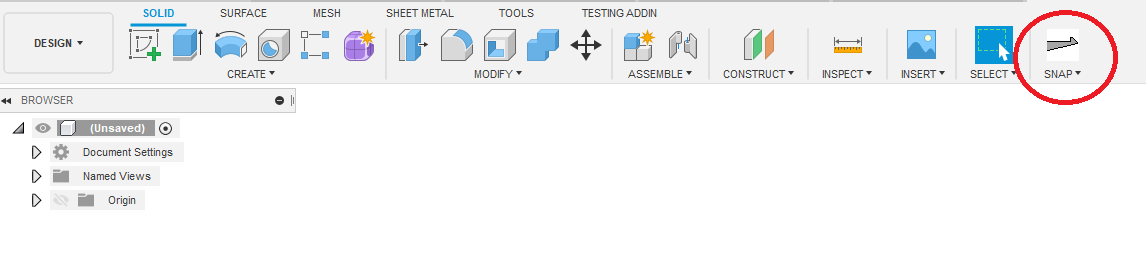 SOLID SURFACE MESH SHEET METAL TOOLS TESTING ADDIN
DESIGN
CREATE MODIFY ASSEMBLE CONSTRUCT INSPECT INSERT SELECT SNAP
BROWSER
(Unsaved)
Document Settings
Named Views
Origin